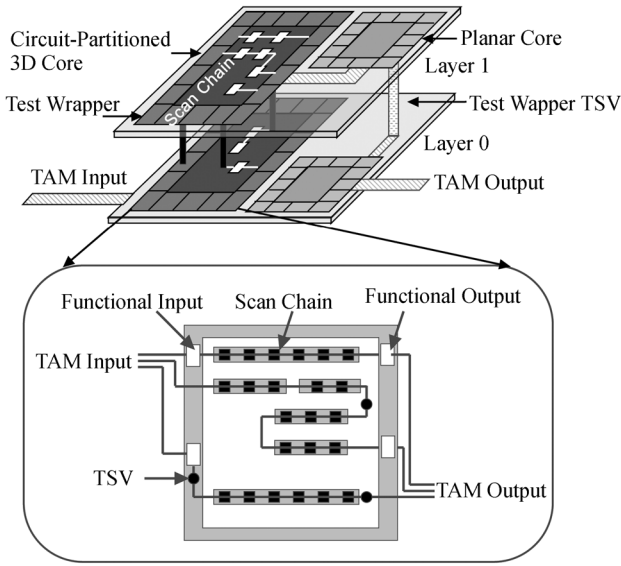 Circuit-Partitioned
3D Core
Planar Core
Layer 1
Scan Chain
Test Wrapper
Test Wapper TSV
Layer 0
TAM Input
TAM Output
Functional Input
Scan Chain
Functional Output
TAM Input
TSV
TAM Output